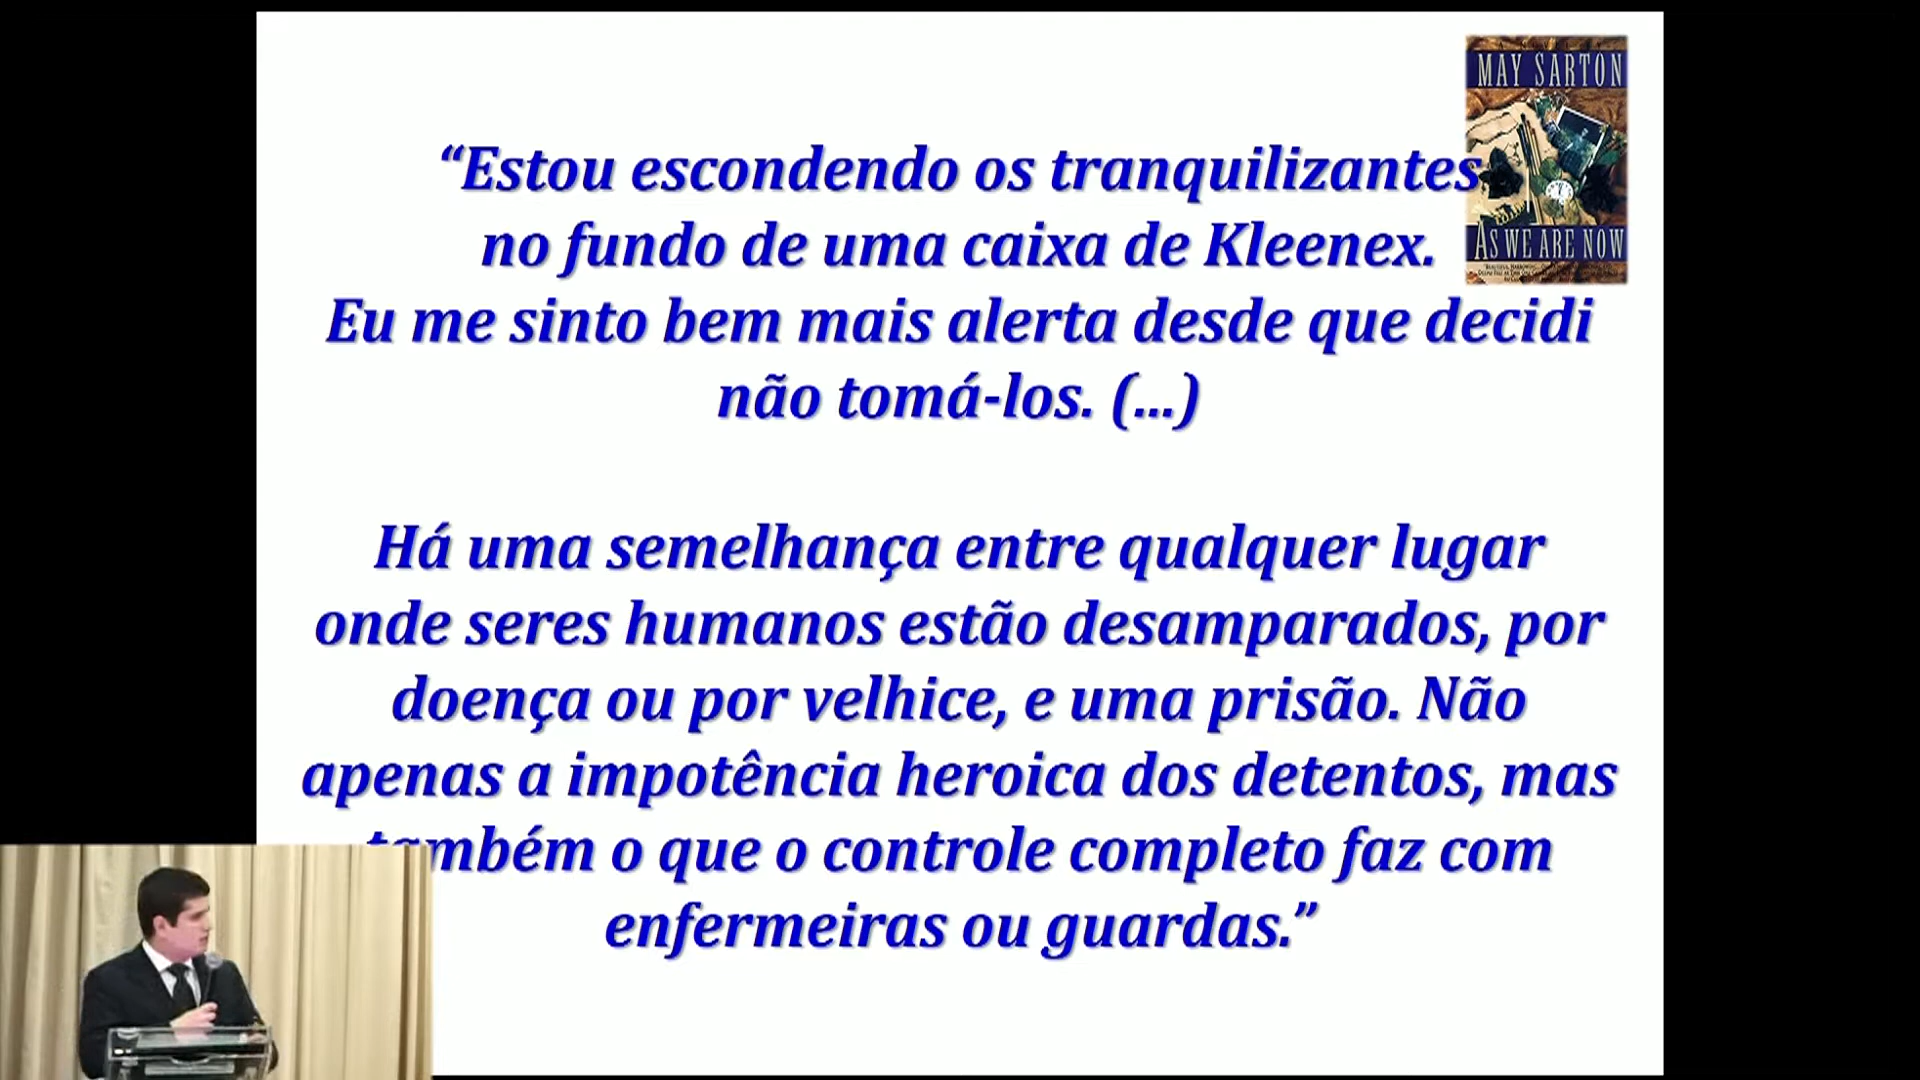 MAY SARTON
AS WE ARE NOW
“Estou escondendo os tranquilizantes
no fundo de uma caixa de Kleenex.
Eu me sinto bem mais alerta desde que decidi
não tomá-los. (...)
Há uma semelhança entre qualquer lugar
onde seres humanos estão desamparados, por
doença ou por velhice, e uma prisão. Não
apenas a impotência heroica dos detentos, mas
também o que o controle completo faz com
enfermeiras ou guardas.”